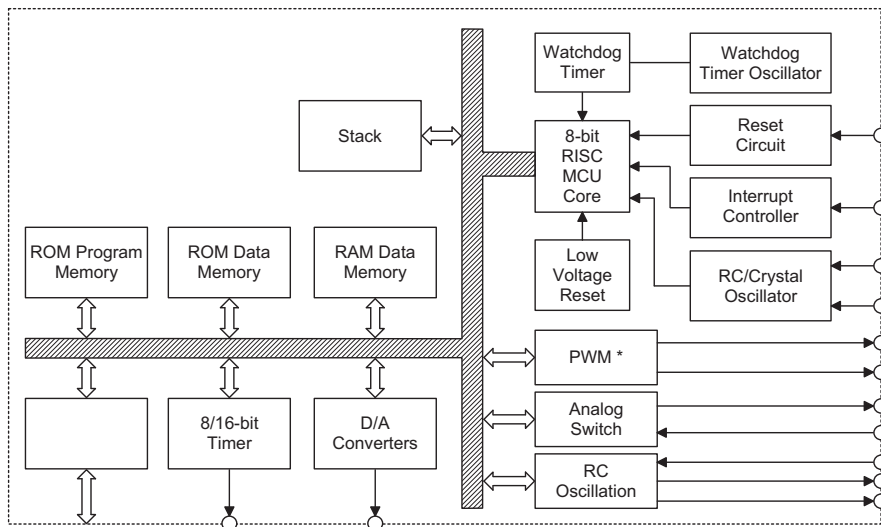 Watchdog
Timer
Watchdog
Timer Oscillator
Stack
8-bit
RISC
MCU
Core
Reset
Circuit
Interrupt
Controller
ROM Program
Memory
ROM Data
Memory
RAM Data
Memory
Low
Voltage
Reset
RC/Crystal
Oscillator
PWM *
8/16-bit
Timer
D/A
Converters
Analog
Switch
RC
Oscillation